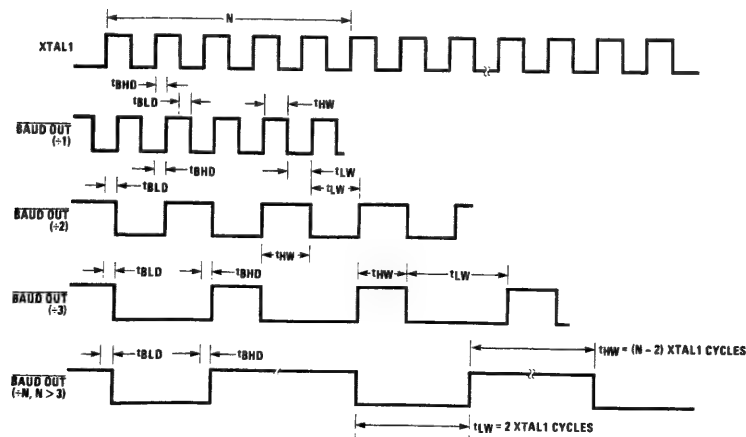 N
XTAL1
tBHD
tBLD
tHW
BAUD OUT
(÷1)
tBHD
tLW
tBLD
tLW
BAUD OUT
(÷2)
tHW
tBLD
tBHD
tHW
tLW
BAUD OUT
(÷3)
tBLD
tBHD
tHW = (N – 2) XTAL1 CYCLES
BAUD OUT
(÷N, N > 3)
tLW = 2 XTAL1 CYCLES